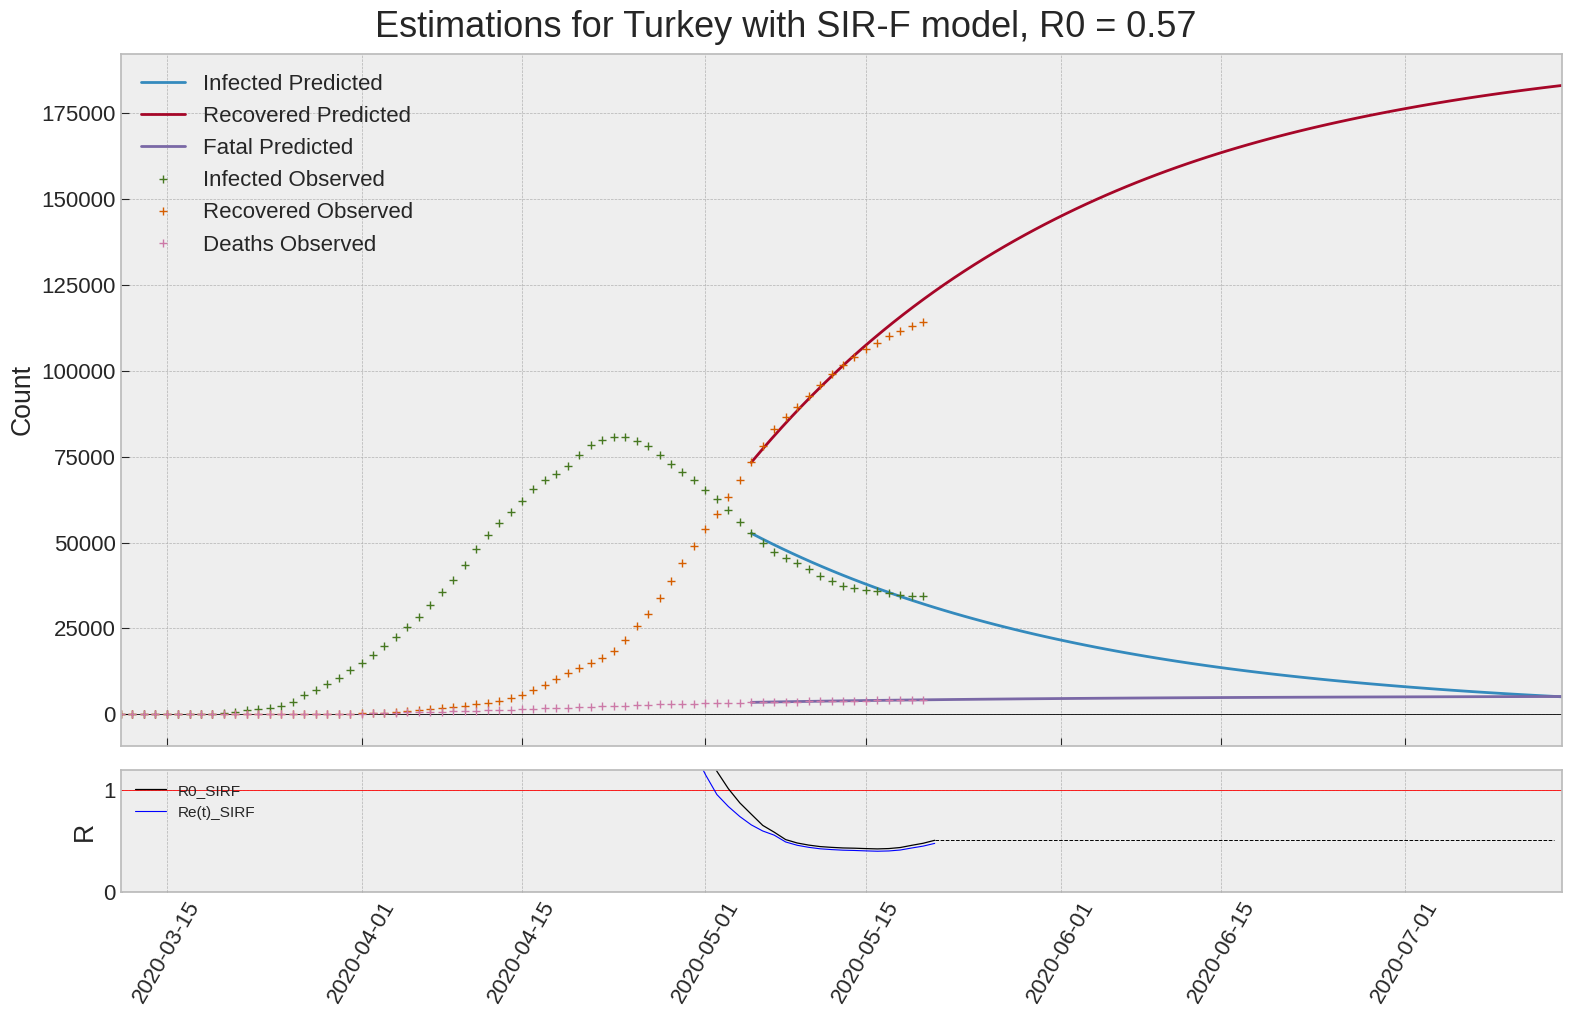 Estimations for Turkey with SIR-F model, R0 = 0.57
Infected Predicted
Recovered Predicted
Fatal Predicted
Infected Observed
Recovered Observed
Deaths Observed
175000
150000
125000
100000
75000
50000
25000
0
Count
R0_SIRF
Re(t)_SIRF
1
0
R
2020-03-15
2020-04-01
2020-04-15
2020-05-01
2020-05-15
2020-06-01
2020-06-15
2020-07-01